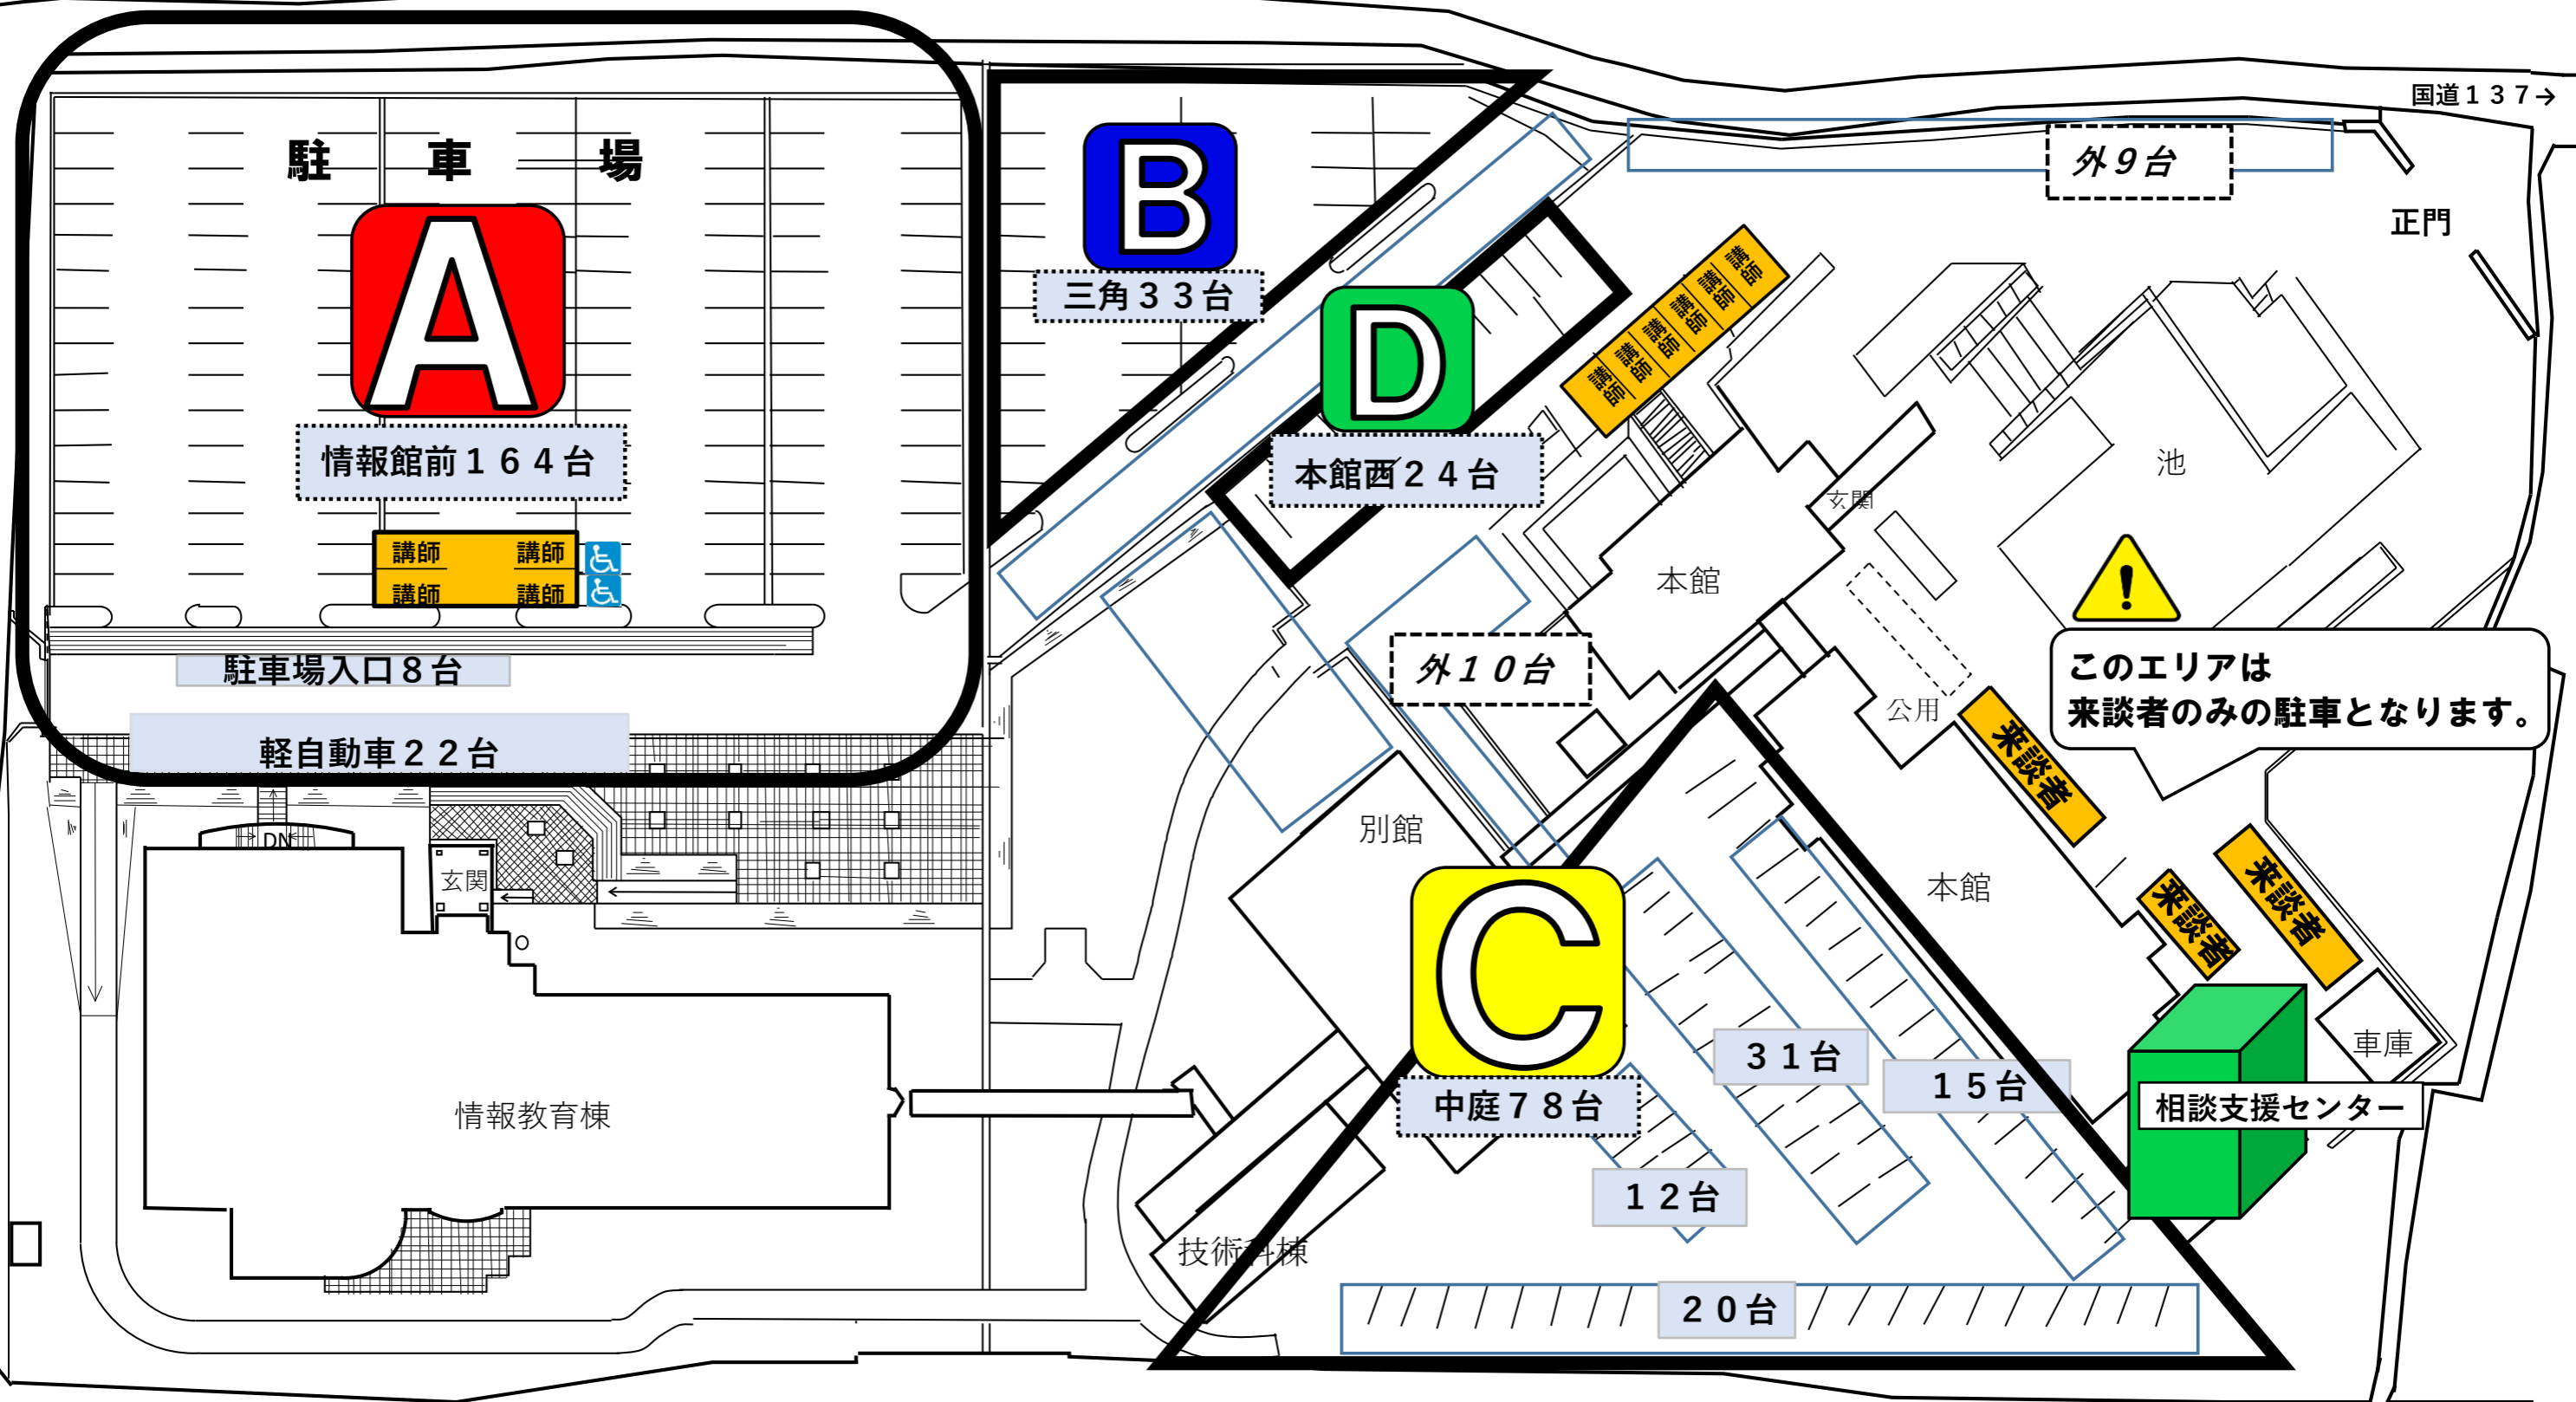 国道１３７→
駐　車　場
A
B
外９台
正門
三角３３台
D
講師
講師
講師
講師
講師
講師
情報館前１６４台
本館西２４台
池
玄関
講師　講師
講師　講師
本館
このエリアは
来談者のみの駐車となります。
外１０台
駐車場入口８台
公用
軽自動車２２台
来談者
DN
別館
玄関
本館
来談者
来談者
C
車庫
３１台
１５台
中庭７８台
相談支援センター
情報教育棟
１２台
技術科棟
２０台